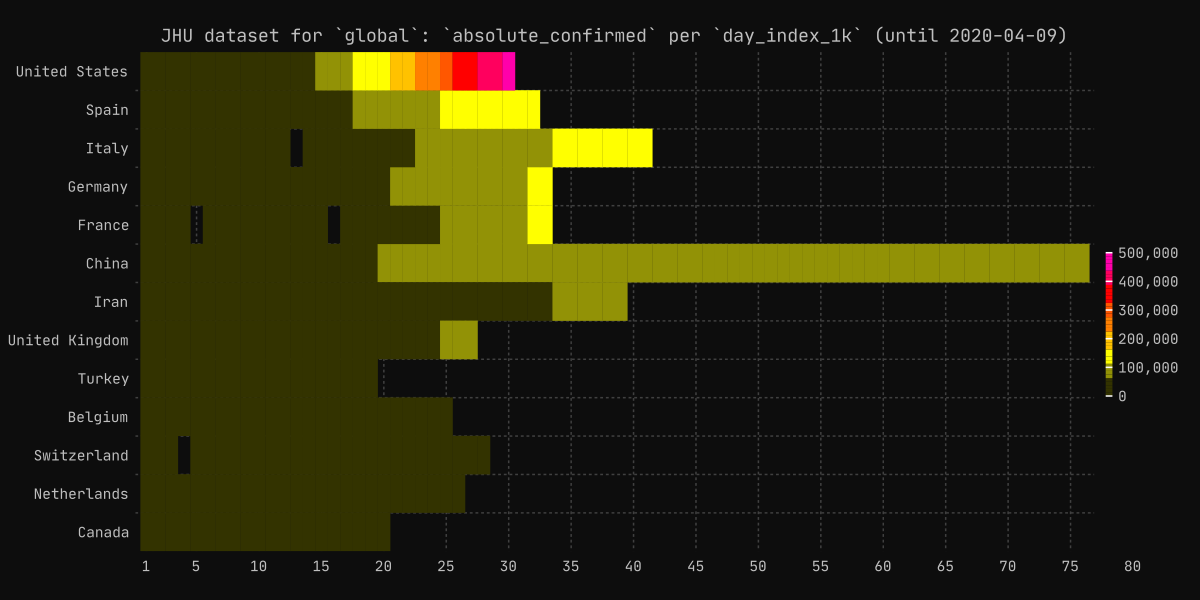 JHU dataset for `global`: `absolute_confirmed` per `day_index_1k` (until 2020-04-09)
United States
Spain
Italy
Germany
France
China
Iran
United Kingdom
Turkey
Belgium
Switzerland
Netherlands
Canada
500,000
400,000
300,000
200,000
100,000
0
1 5 10 15 20 25 30 35 40 45 50 55 60 65 70 75 80